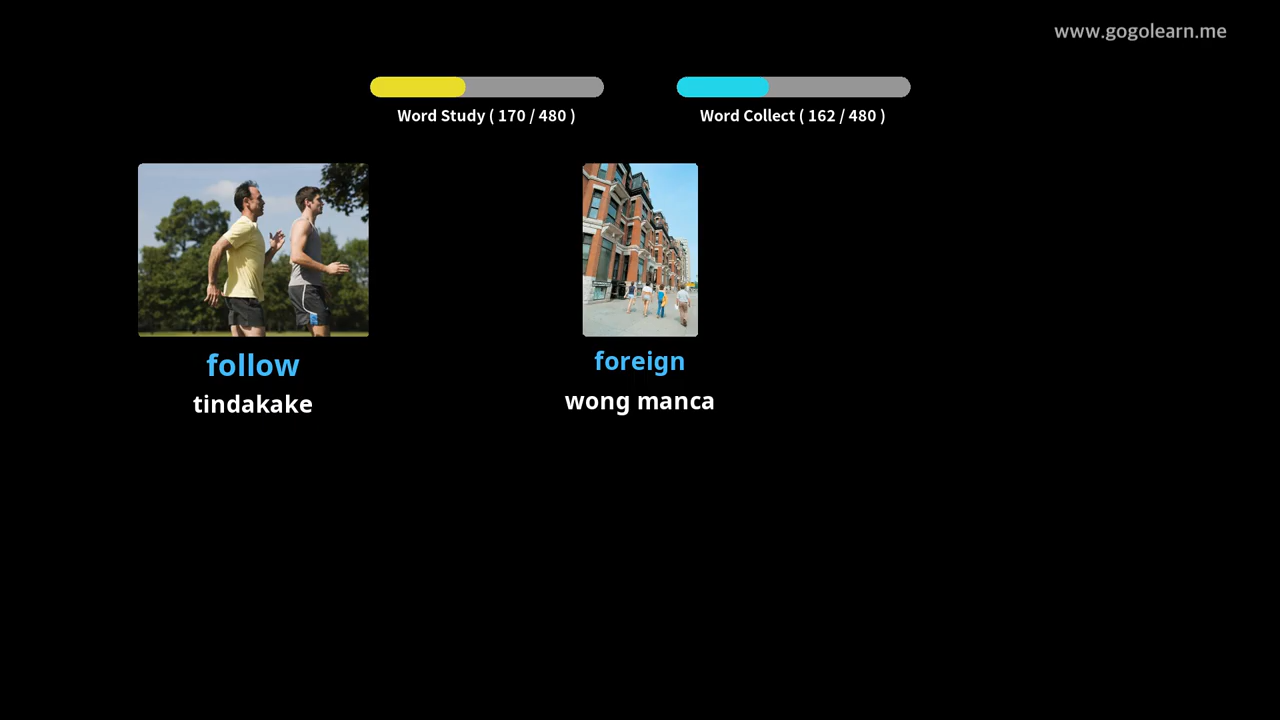 www.gogolearn.me
Word Study ( 170 / 480 )
Word Collect ( 162 / 480 )
follow
tindakake
foreign
wong manca